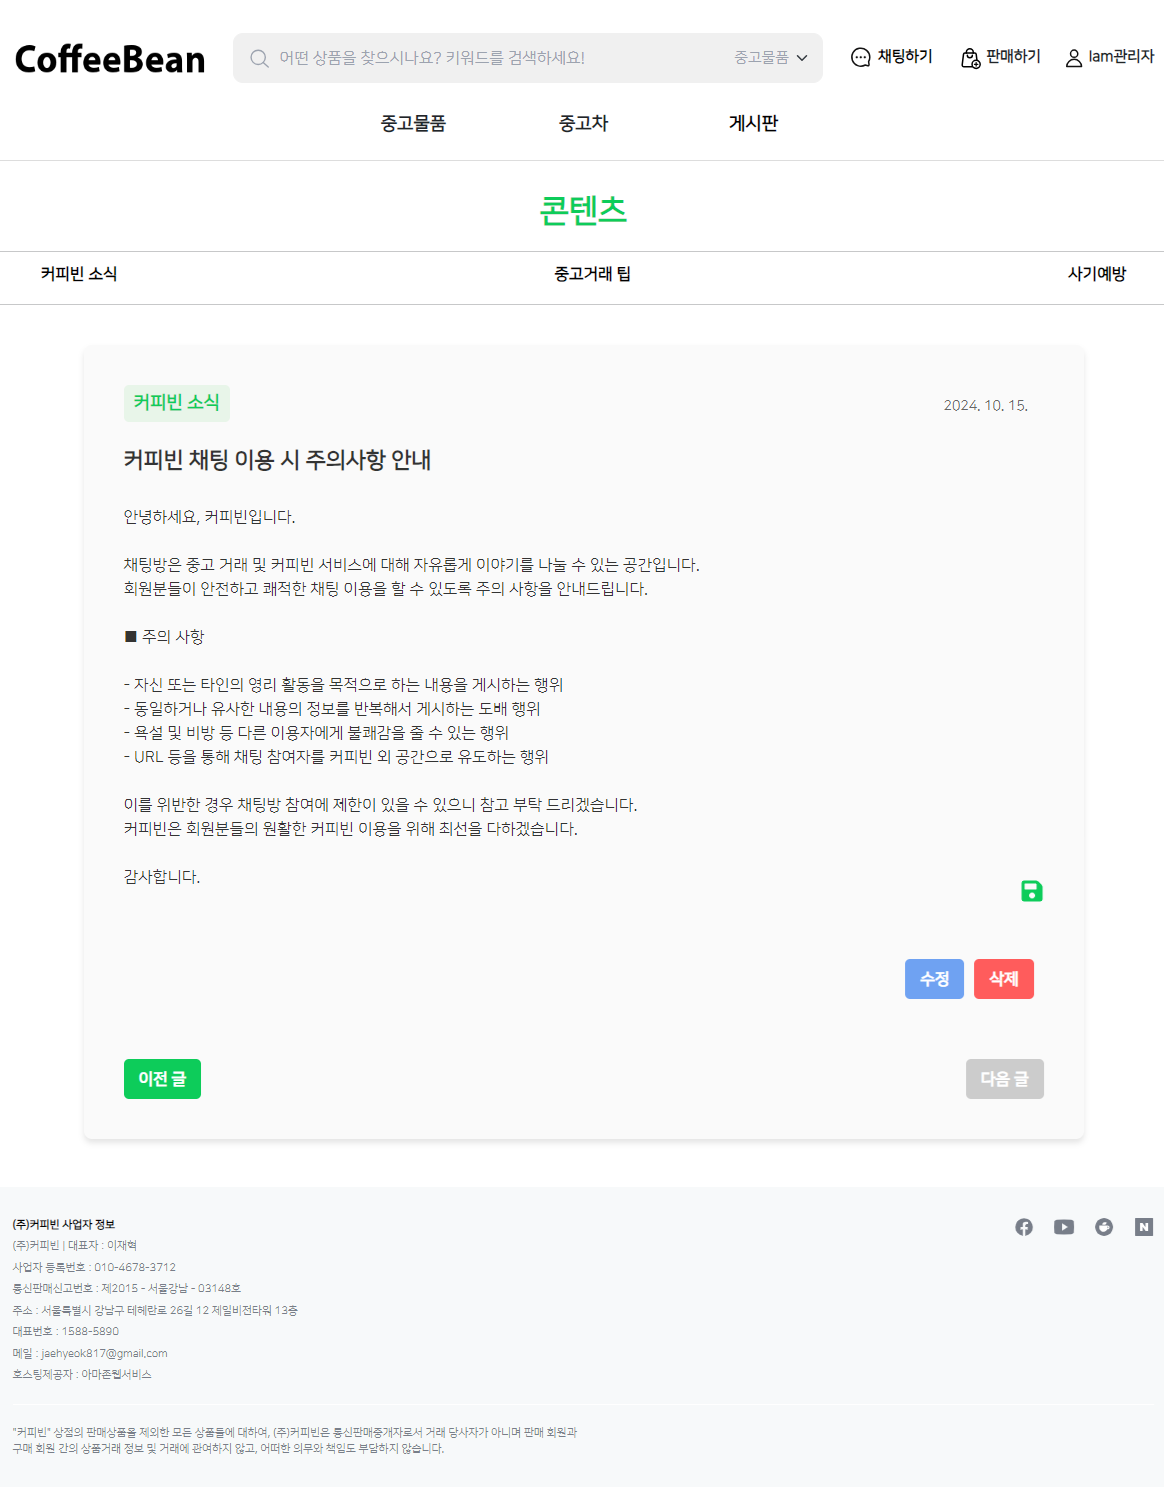 CoffeeBean
어떤 상품을 찾으시나요? 키워드를 검색하세요!
중고물품
채팅하기
판매하기
Iam관리자
중고물품
중고차
게시판
콘텐츠
커피빈 소식
중고거래 팁
사기예방
커피빈 소식
2024. 10. 15.
커피빈 채팅 이용 시 주의사항 안내
안녕하세요, 커피빈입니다.
채팅방은 중고 거래 및 커피빈 서비스에 대해 자유롭게 이야기를 나눌 수 있는 공간입니다.
회원분들이 안전하고 쾌적한 채팅 이용을 할 수 있도록 주의 사항을 안내드립니다.
■ 주의 사항
- 자신 또는 타인의 영리 활동을 목적으로 하는 내용을 게시하는 행위
- 동일하거나 유사한 내용의 정보를 반복해서 게시하는 도배 행위
- 욕설 및 비방 등 다른 이용자에게 불쾌감을 줄 수 있는 행위
- URL 등을 통해 채팅 참여자를 커피빈 외 공간으로 유도하는 행위
이를 위반한 경우 채팅방 참여에 제한이 있을 수 있으니 참고 부탁 드리겠습니다.
커피빈은 회원분들의 원활한 커피빈 이용을 위해 최선을 다하겠습니다.
감사합니다.
수정
삭제
이전 글
다음 글
(주)커피빈 사업자 정보
(주)커피빈 | 대표자 : 이재혁
사업자 등록번호 : 010-4678-3712
통신판매신고번호 : 제2015 - 서울강남 - 03148호
주소 : 서울특별시 강남구 테헤란로 26길 12 제일비전타워 13층
대표번호 : 1588-5890
메일 : jaehyeok817@gmail.com
호스팅제공자 : 아마존웹서비스
"커피빈" 상점의 판매상품을 제외한 모든 상품들에 대하여, (주)커피빈은 통신판매중개자로서 거래 당사자가 아니며 판매 회원과
구매 회원 간의 상품거래 정보 및 거래에 관여하지 않고, 어떠한 의무와 책임도 부담하지 않습니다.